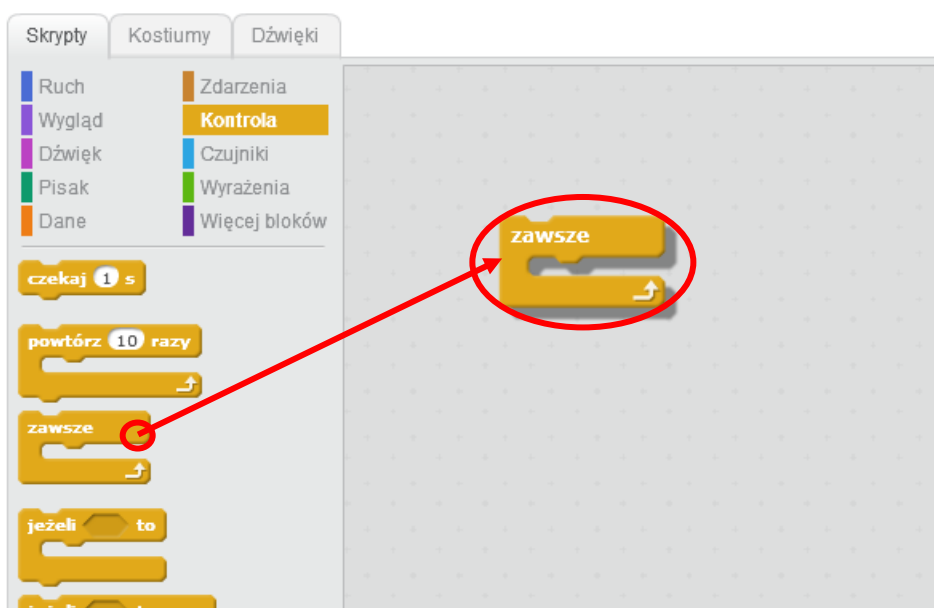 Skrypty Kostiumy Dźwięki
Ruch Zdarzenia
Wygląd Kontrola
Dźwięk Czujniki
Pisak Wyrażenia
Dane Więcej bloków
czekaj 1 s
powtórz 10 razy
zawsze
jeżeli to
zawsze